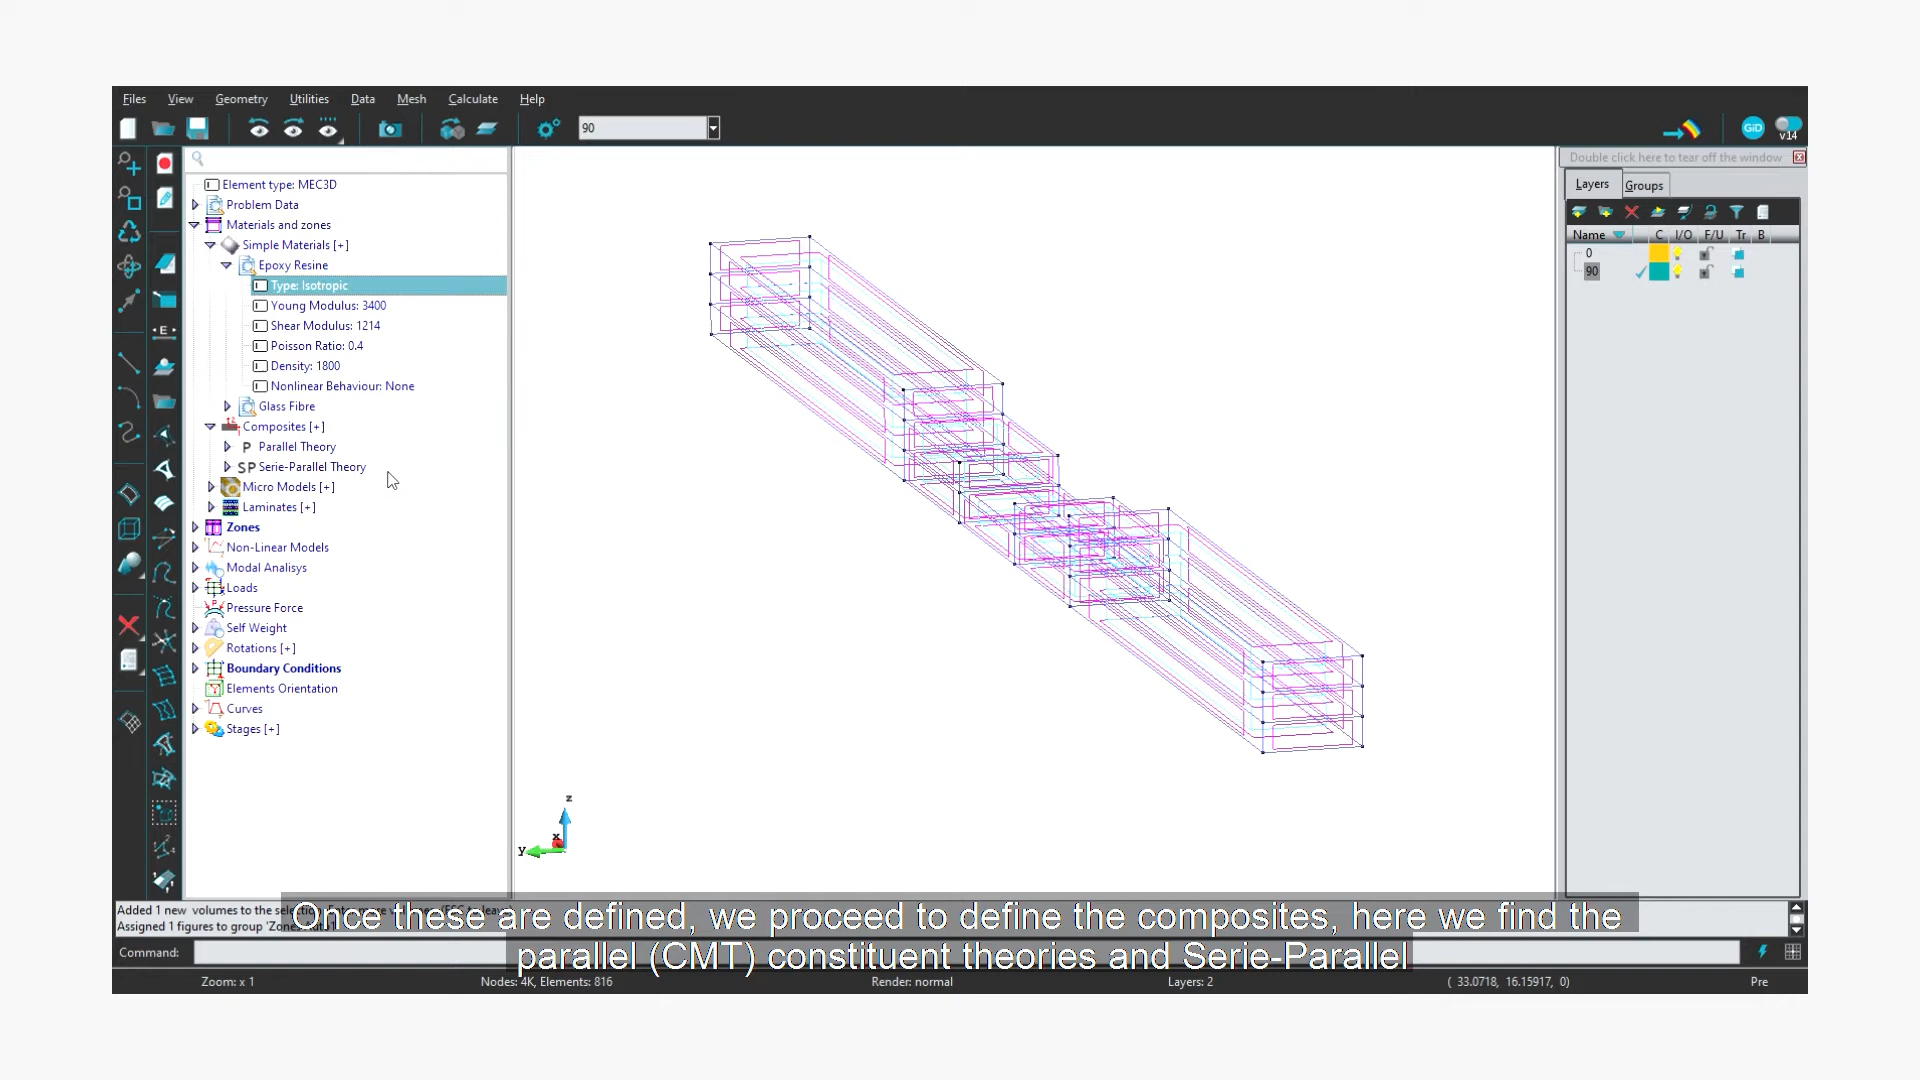 Files View Geometry Utilities Data Mesh Calculate Help
90
GiD
v14
Double click here to tear off the window
Layers Groups
Name C I/O F/U Tr B
0
90
Element type: MEC3D
Problem Data
Materials and zones
Simple Materials [+]
Epoxy Resine
Type: Isotropic
Young Modulus: 3400
Shear Modulus: 1214
Poisson Ratio: 0.4
Density: 1800
Nonlinear Behaviour: None
Glass Fibre
Composites [+]
P Parallel Theory
SP Serie-Parallel Theory
Micro Models [+]
Laminates [+]
Zones
Non-Linear Models
Modal Analisys
Loads
Pressure Force
Self Weight
Rotations [+]
Boundary Conditions
Elements Orientation
Curves
Stages [+]
z
x
y
Added 1 new volumes to the selection.
Assigned 1 figures to group
Once these are defined, we proceed to define the composites, here we find the
parallel (CMT) constituent theories and Serie-Parallel
Command:
Zoom: x 1 Nodes: 4K, Elements: 816 Render: normal Layers: 2 ( 33.0718, 16.15917, 0) Pre